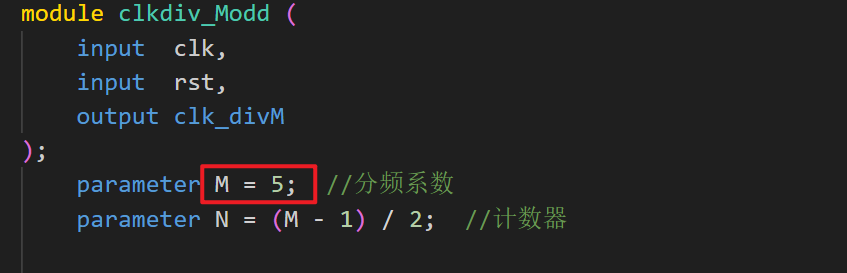 module clkdiv_Modd (
input  clk,
input  rst,
output clk_divM
);
parameter M = 5;  //分频系数
parameter N = (M - 1) / 2;  //计数器